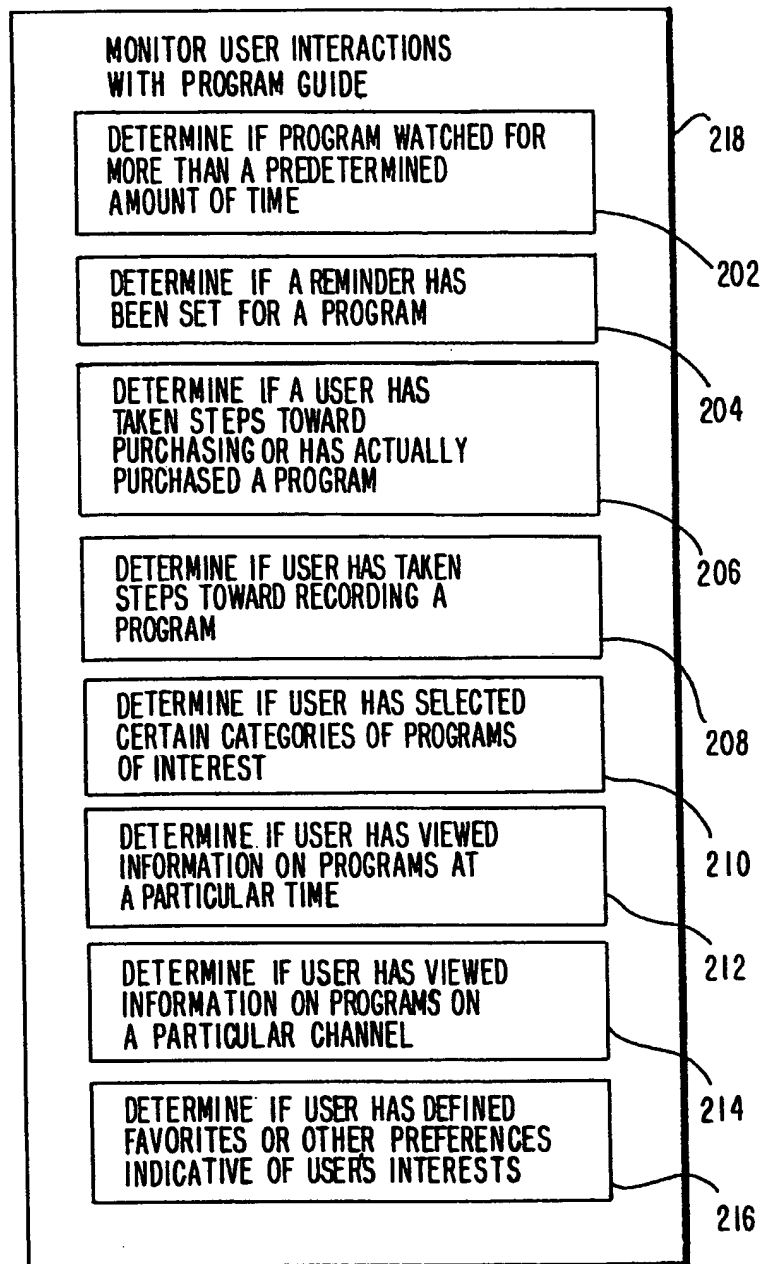 MONITOR USER INTERACTIONS
WITH PROGRAM GUIDE
218
DETERMINE IF PROGRAM WATCHED FOR
MORE THAN A PREDETERMINED
AMOUNT OF TIME
202
DETERMINE IF A REMINDER HAS
BEEN SET FOR A PROGRAM
204
DETERMINE IF A USER HAS
TAKEN STEPS TOWARD
PURCHASING OR HAS ACTUALLY
PURCHASED A PROGRAM
206
DETERMINE IF USER HAS TAKEN
STEPS TOWARD RECORDING A
PROGRAM
208
DETERMINE IF USER HAS SELECTED
CERTAIN CATEGORIES OF PROGRAMS
OF INTEREST
210
DETERMINE IF USER HAS VIEWED
INFORMATION ON PROGRAMS AT
A PARTICULAR TIME
212
DETERMINE IF USER HAS VIEWED
INFORMATION ON PROGRAMS ON
A PARTICULAR CHANNEL
214
DETERMINE IF USER HAS DEFINED
FAVORITES OR OTHER PREFERENCES
INDICATIVE OF USER'S INTERESTS
216